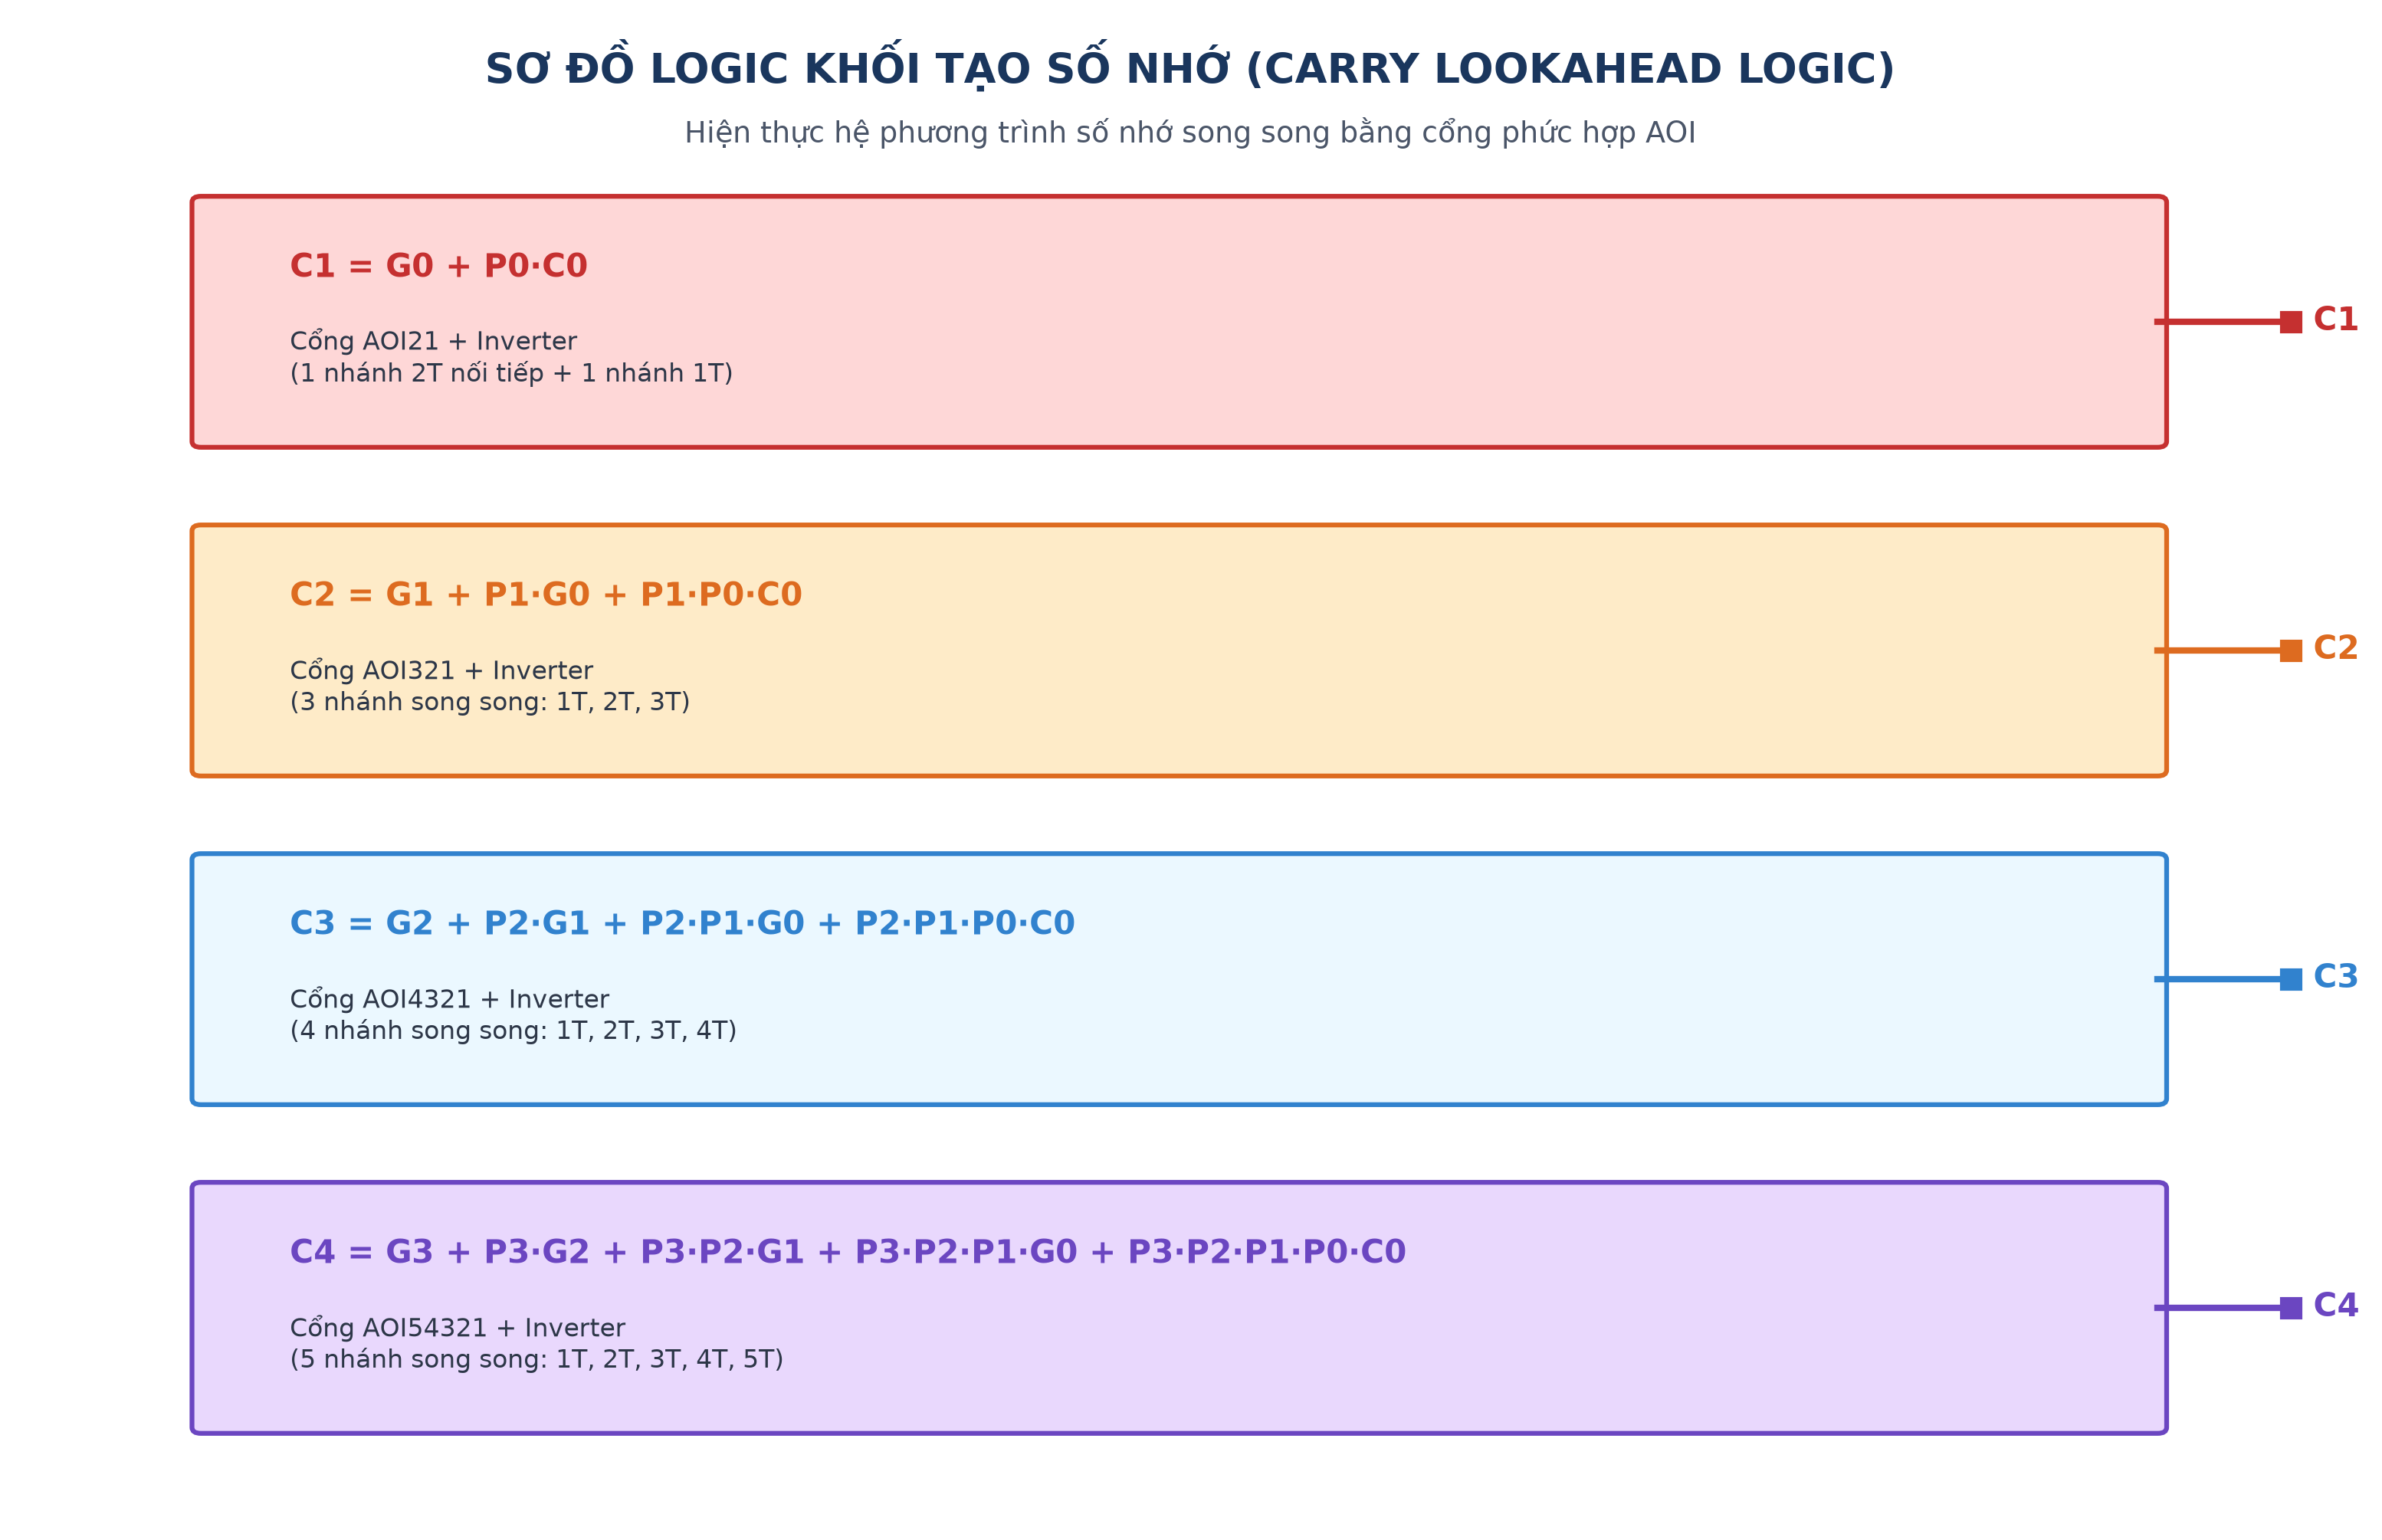 SƠ ĐỒ LOGIC KHỐI TẠO SỐ NHỚ (CARRY LOOKAHEAD LOGIC)
Hiện thực hệ phương trình số nhớ song song bằng cổng phức hợp AOI
C1 = G0 + P0·C0
Cổng AOI21 + Inverter
(1 nhánh 2T nối tiếp + 1 nhánh 1T)
C1
C2 = G1 + P1·G0 + P1·P0·C0
Cổng AOI321 + Inverter
(3 nhánh song song: 1T, 2T, 3T)
C2
C3 = G2 + P2·G1 + P2·P1·G0 + P2·P1·P0·C0
Cổng AOI4321 + Inverter
(4 nhánh song song: 1T, 2T, 3T, 4T)
C3
C4 = G3 + P3·G2 + P3·P2·G1 + P3·P2·P1·G0 + P3·P2·P1·P0·C0
Cổng AOI54321 + Inverter
(5 nhánh song song: 1T, 2T, 3T, 4T, 5T)
C4